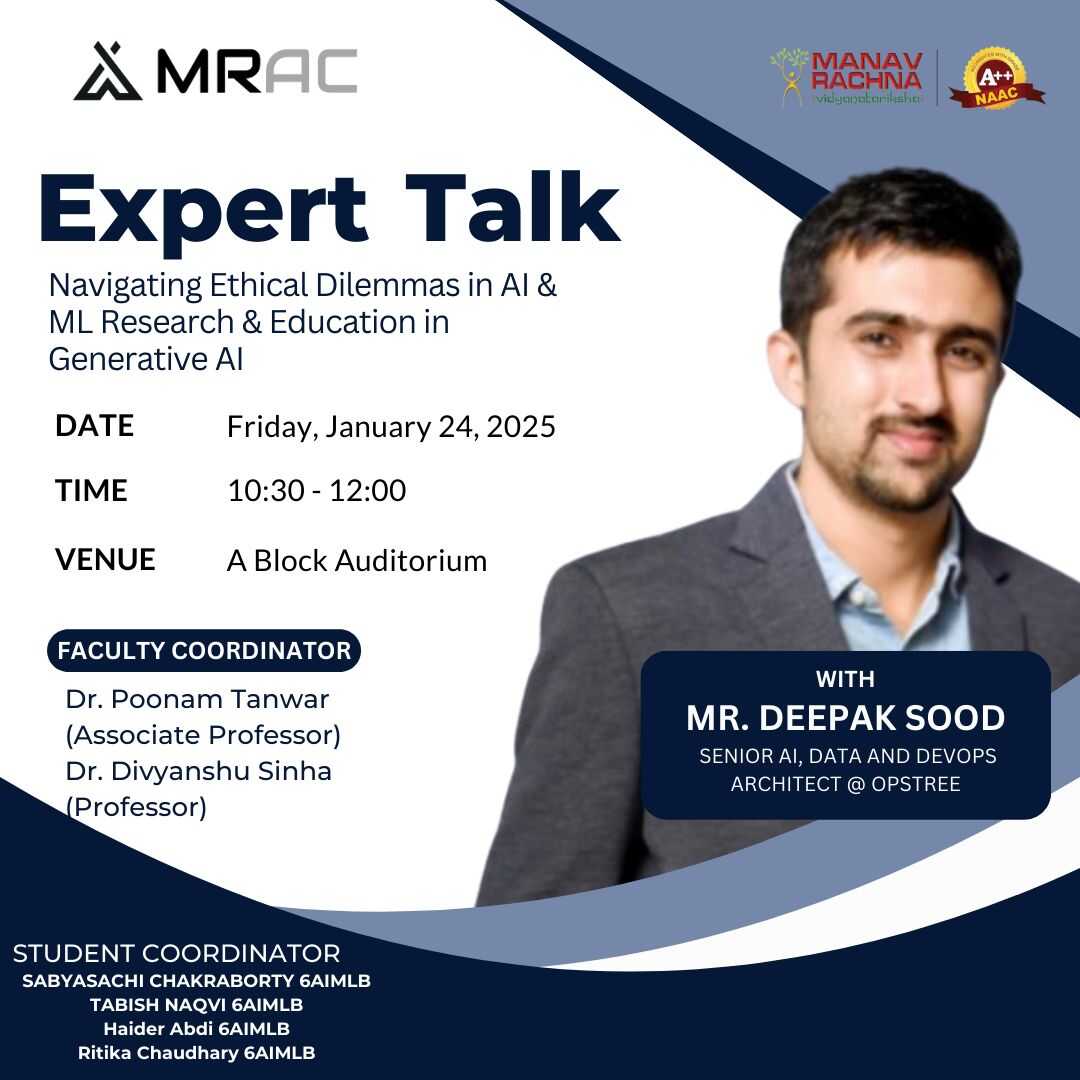 MRAC
MANAV
RACHNA
vidyanatariksha
A++
NAAC
Expert Talk
Navigating Ethical Dilemmas in AI &
ML Research & Education in
Generative AI
DATE Friday, January 24, 2025
TIME 10:30 - 12:00
VENUE A Block Auditorium
FACULTY COORDINATOR
Dr. Poonam Tanwar
(Associate Professor)
Dr. Divyanshu Sinha
(Professor)
WITH
MR. DEEPAK SOOD
SENIOR AI, DATA AND DEVOPS
ARCHITECT @ OPSTREE
STUDENT COORDINATOR
SABYASACHI CHAKRABORTY 6AIMLB
TABISH NAQVI 6AIMLB
Haider Abdi 6AIMLB
Ritika Chaudhary 6AIMLB